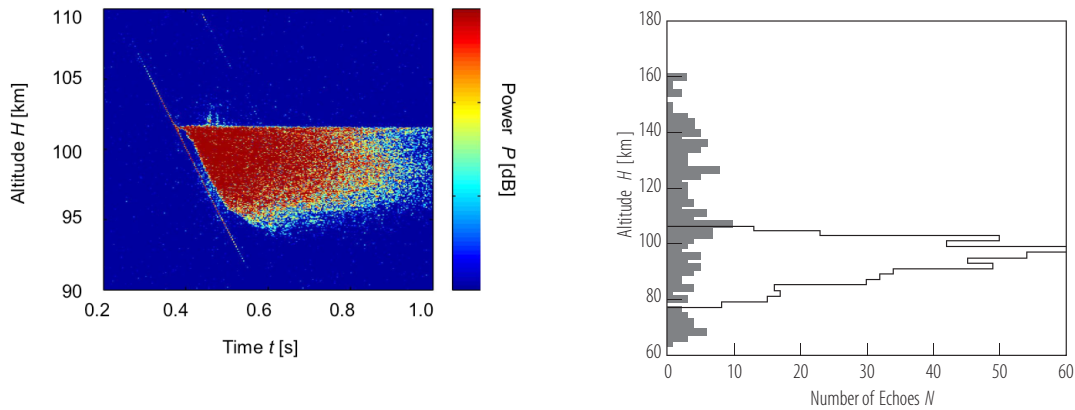 110
105
100
95
90
Altitude H [km]
0.2 0.4 0.6 0.8 1.0
Time t [s]
Power P [dB]
180
160
140
120
100
80
60
Altitude H [km]
0 10 20 30 40 50 60
Number of Echoes N